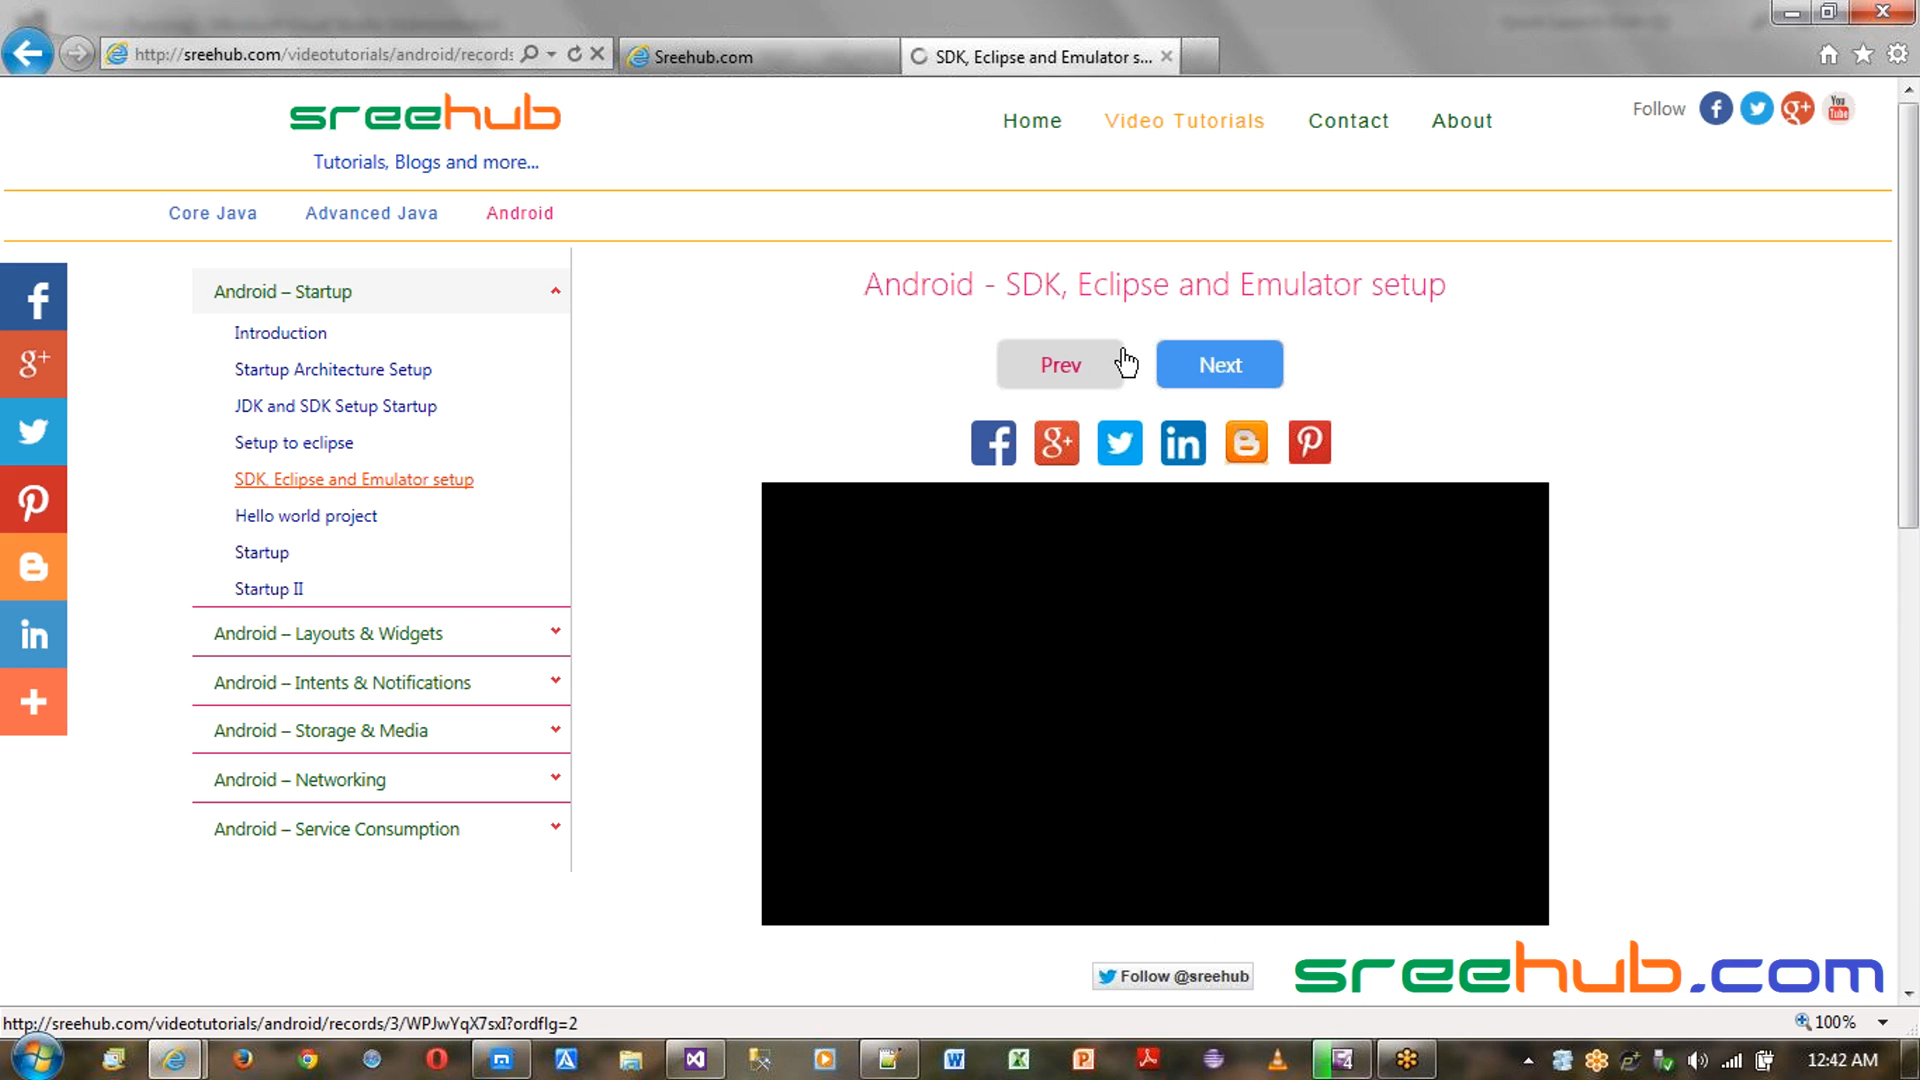 http://sreehub.com/videotutorials/android/records
Sreehub.com
SDK, Eclipse and Emulator s...
sreehub
Tutorials, Blogs and more...
Home
Video Tutorials
Contact
About
Follow
You Tube
Core Java
Advanced Java
Android
Android – Startup
Introduction
Startup Architecture Setup
JDK and SDK Setup Startup
Setup to eclipse
SDK, Eclipse and Emulator setup
Hello world project
Startup
Startup II
Android – Layouts & Widgets
Android – Intents & Notifications
Android – Storage & Media
Android – Networking
Android – Service Consumption
Android - SDK, Eclipse and Emulator setup
Prev
Next
Follow @sreehub
sreehub.com
http://sreehub.com/videotutorials/android/records/3/WPJwYqX7sxI?ordflg=2
100%
12:42 AM